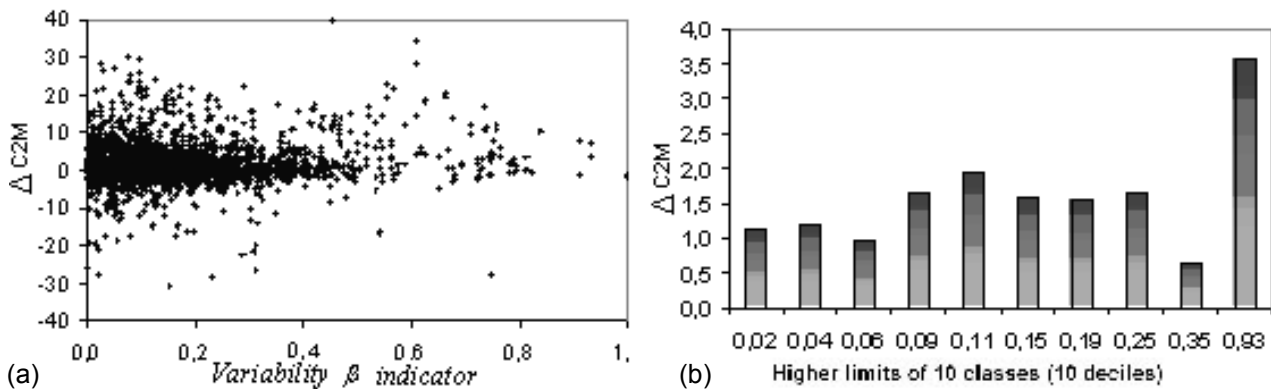 40
30
20
10
0
-10
-20
-30
-40
Δ C2M
0,0 0,2 0,4 0,6 0,8 1,
Variability β indicator
(a)
4,0
3,5
3,0
2,5
2,0
1,5
1,0
0,5
0,0
Δ C2M
0,02 0,04 0,06 0,09 0,11 0,15 0,19 0,25 0,35 0,93
Higher limits of 10 classes (10 deciles)
(b)